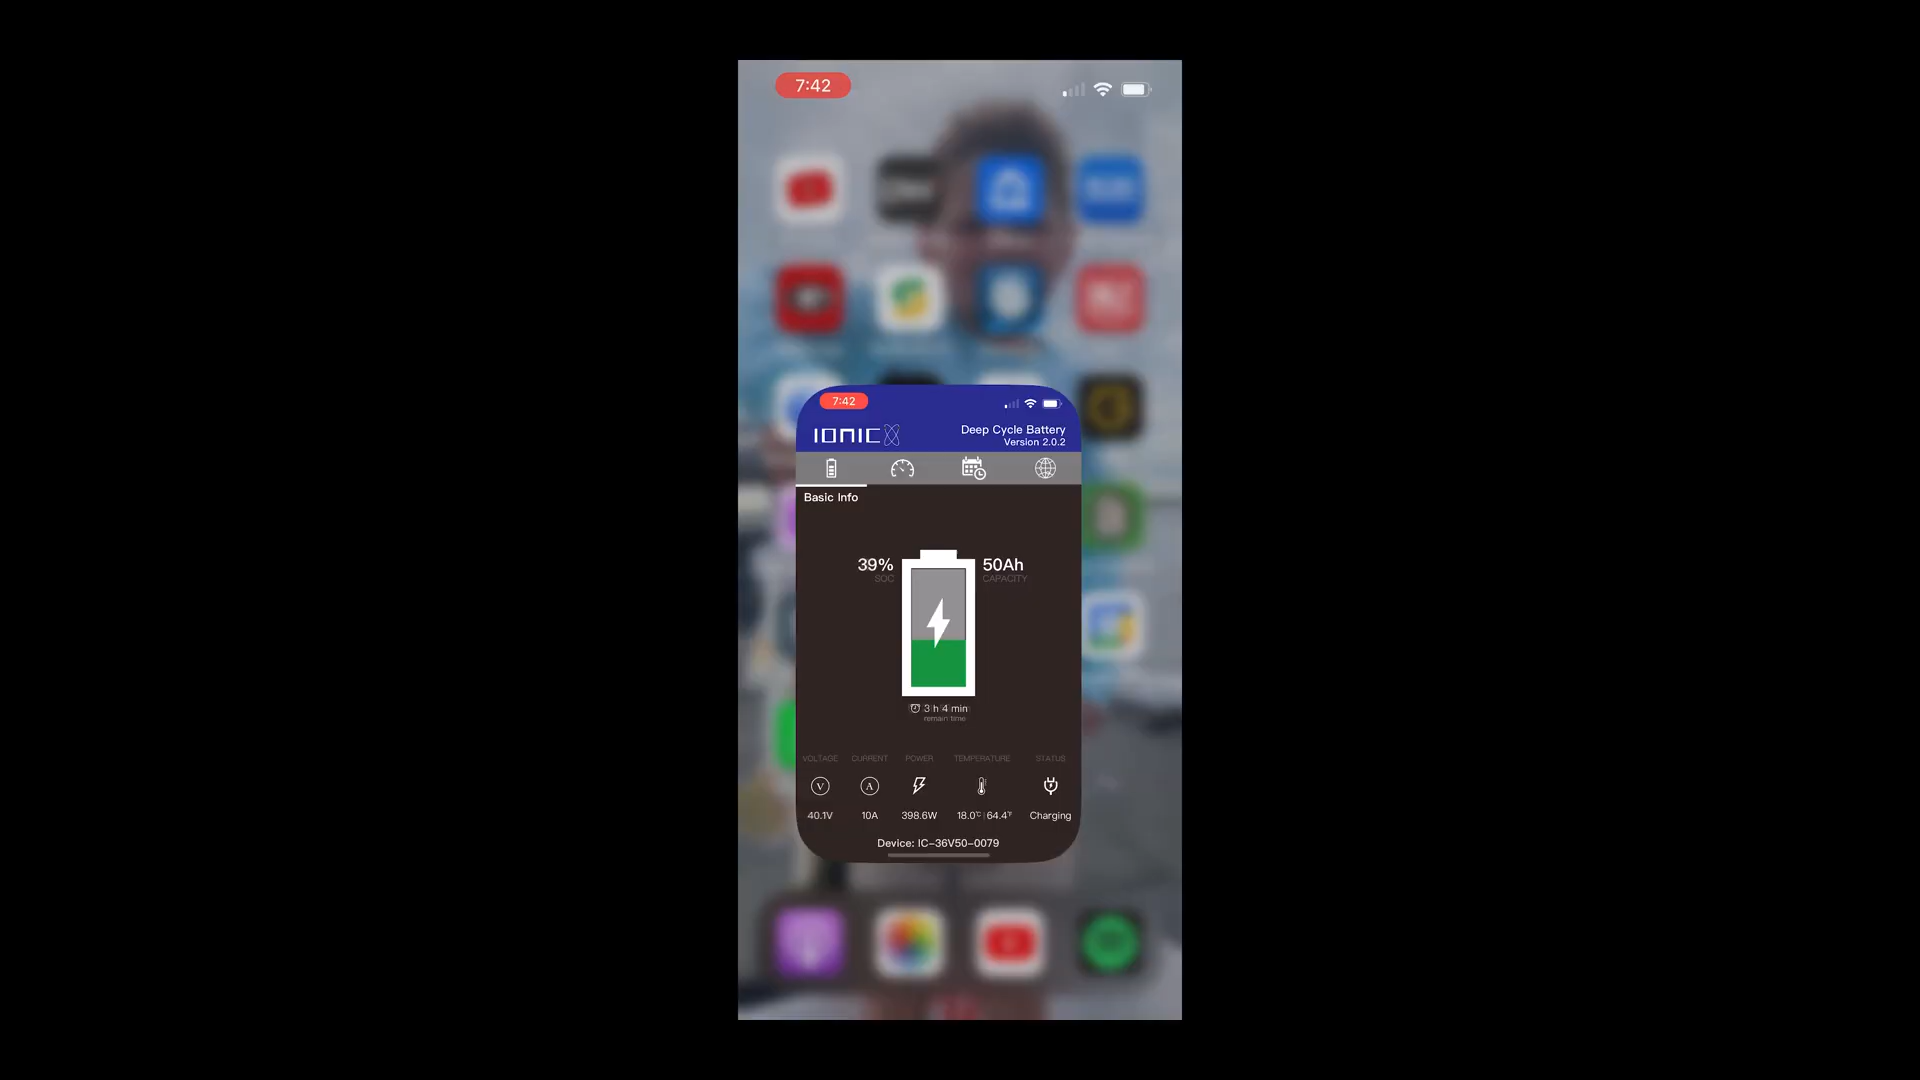 7:42
7:42
IONIC
Deep Cycle Battery
Version 2.0.2
Basic Info
39%
SOC
50Ah
CAPACITY
3 h 4 min
remain time
VOLTAGE CURRENT POWER TEMPERATURE STATUS
V A
40.1V 10A 398.6W 18.0℃ | 64.4℉ Charging
Device: IC-36V50-0079